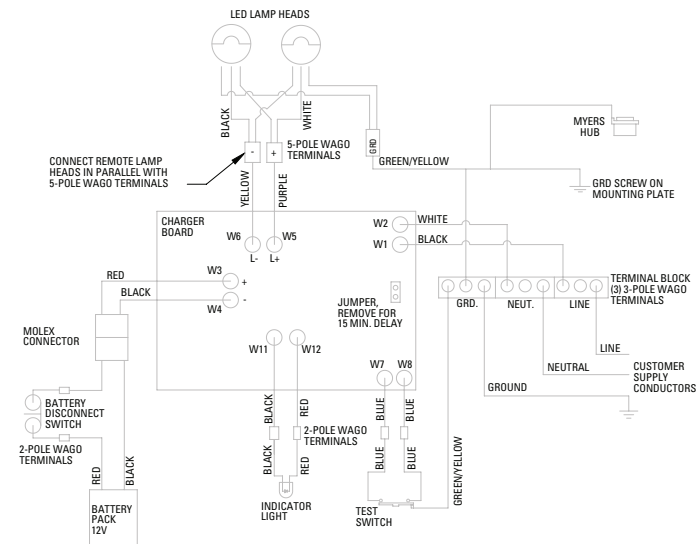 LED LAMP HEADS
BLACK
WHITE
MYERS
HUB
5-POLE WAGO
TERMINALS
-
+
GRD
CONNECT REMOTE LAMP
HEADS IN PARALLEL WITH
5-POLE WAGO TERMINALS
GREEN/YELLOW
GRD SCREW ON
MOUNTING PLATE
YELLOW
PURPLE
CHARGER
BOARD
W6
W5
L-
L+
W2
WHITE
W1
BLACK
RED
W3
+
BLACK
-
W4
JUMPER,
REMOVE FOR
15 MIN. DELAY
TERMINAL BLOCK
(3) 3-POLE WAGO
TERMINALS
GRD.
NEUT.
LINE
MOLEX
CONNECTOR
W11
W12
W7
W8
LINE
NEUTRAL
CUSTOMER
SUPPLY
CONDUCTORS
GROUND
BATTERY
DISCONNECT
SWITCH
BLACK
RED
BLUE
BLUE
2-POLE WAGO
TERMINALS
2-POLE WAGO
TERMINALS
RED
BLACK
BLACK
RED
BLUE
BLUE
GREEN/YELLOW
BATTERY
PACK
12V
INDICATOR
LIGHT
TEST
SWITCH